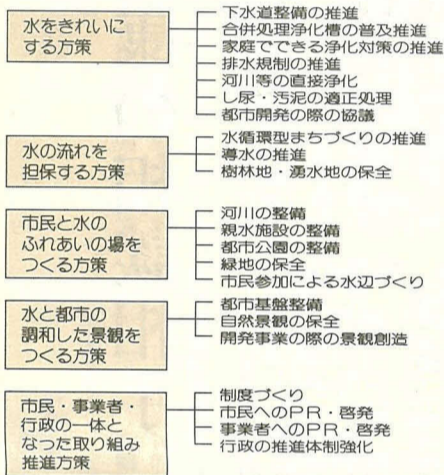 水をきれいに
する方策
下水道整備の推進
合併処理浄化槽の普及推進
家庭でできる浄化対策の推進
排水規制の推進
河川等の直接浄化
し尿・汚泥の適正処理
都市開発の際の協議
水の流れを
担保する方策
水循環型まちづくりの推進
導水の推進
樹林地・湧水地の保全
市民と水の
ふれあいの場を
つくる方策
河川の整備
親水施設の整備
都市公園の整備
緑地の保全
市民参加による水辺づくり
水と都市の
調和した景観を
つくる方策
都市基盤整備
自然景観の保全
開発事業の際の景観創造
市民・事業者・
行政の一体と
なった取り組み
推進方策
制度づくり
市民へのPR・啓発
事業者へのPR・啓発
行政の推進体制強化